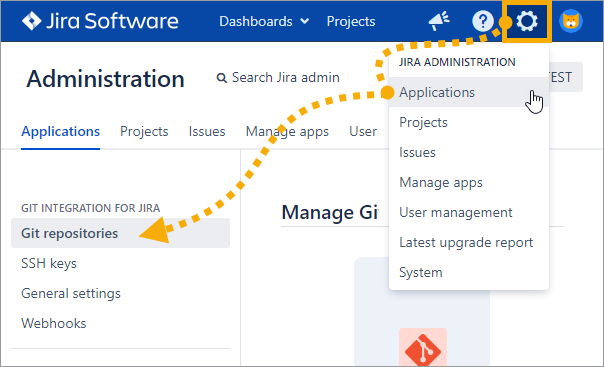 Jira Software Dashboards Projects ?
Administration Search Jira admin EST
Applications Projects Issues Manage apps User
JIRA ADMINISTRATION
Applications
Projects
Issues
Manage apps
User management
Latest upgrade report
System
GIT INTEGRATION FOR JIRA
Git repositories
SSH keys
General settings
Webhooks
Manage Git